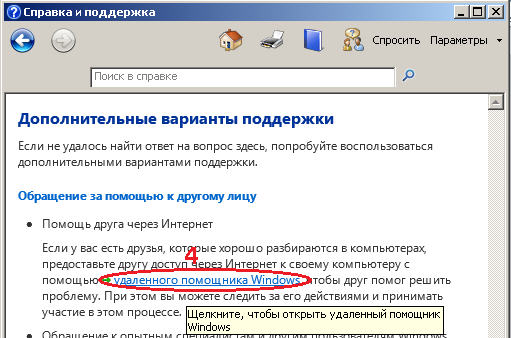 Справка и поддержка
Спросить Параметры
Поиск в справке
Дополнительные варианты поддержки
Если не удалось найти ответ на вопрос здесь, попробуйте воспользоваться
дополнительными вариантами поддержки.
Обращение за помощью к другому лицу
Помощь друга через Интернет
4
Если у вас есть друзья, которые хорошо разбираются в компьютерах,
предоставьте другу доступ через Интернет к своему компьютеру с
помощью удаленного помощника Windows, чтобы друг помог решить
проблему. При этом вы можете следить за его действиями и принимать
участие в этом процессе.
Щелкните, чтобы открыть удаленный помощник
Windows
Обращение к опытным специалистам и другим пользователям Windows